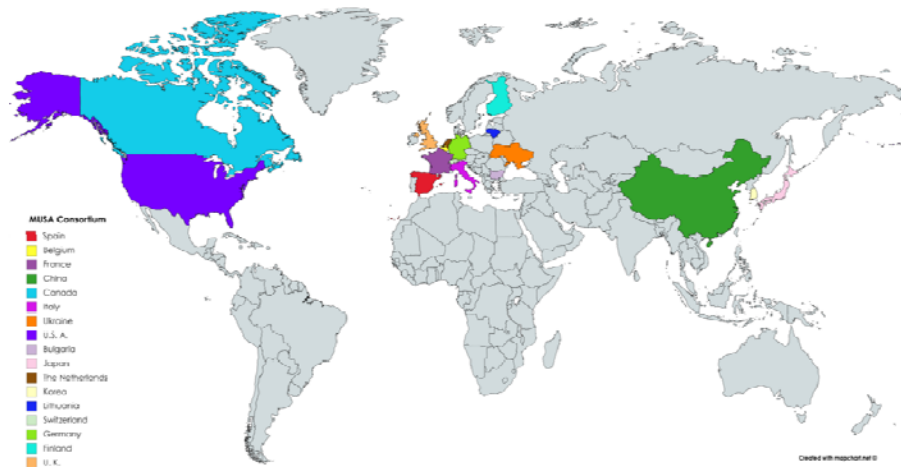 MUSA Consortium
Spain
Belgium
France
China
Canada
Italy
Ukraine
U.S. A.
Bulgaria
Japan
The Netherlands
Korea
Lithuania
Switzerland
Germany
Finland
U. K.
Created with mapchart.net ©